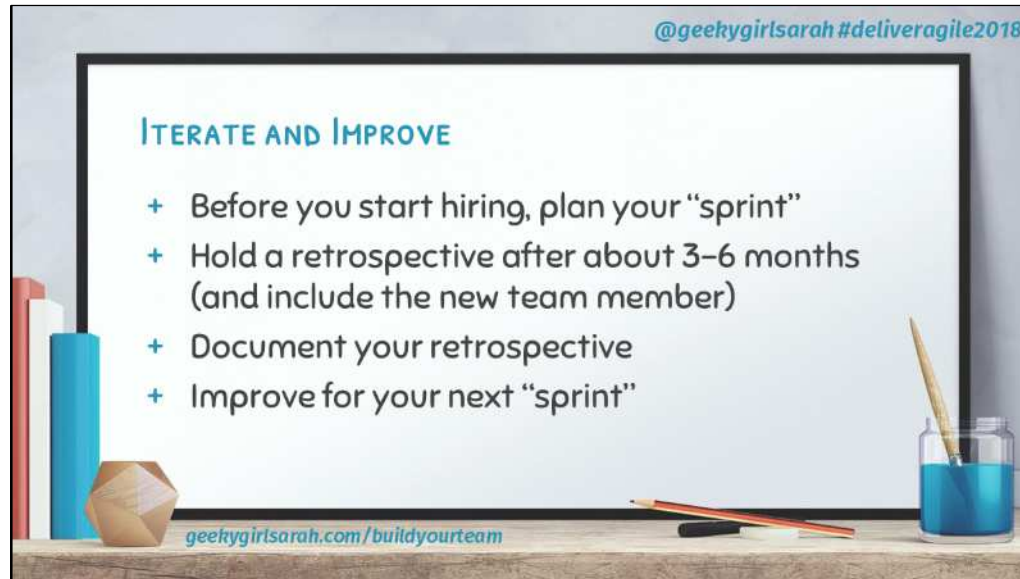 @geekygirlsarah #deliveragile2018
ITERATE AND IMPROVE
+ Before you start hiring, plan your “sprint”
+ Hold a retrospective after about 3–6 months
(and include the new team member)
+ Document your retrospective
+ Improve for your next “sprint”
geekygirlsarah.com/buildyourteam